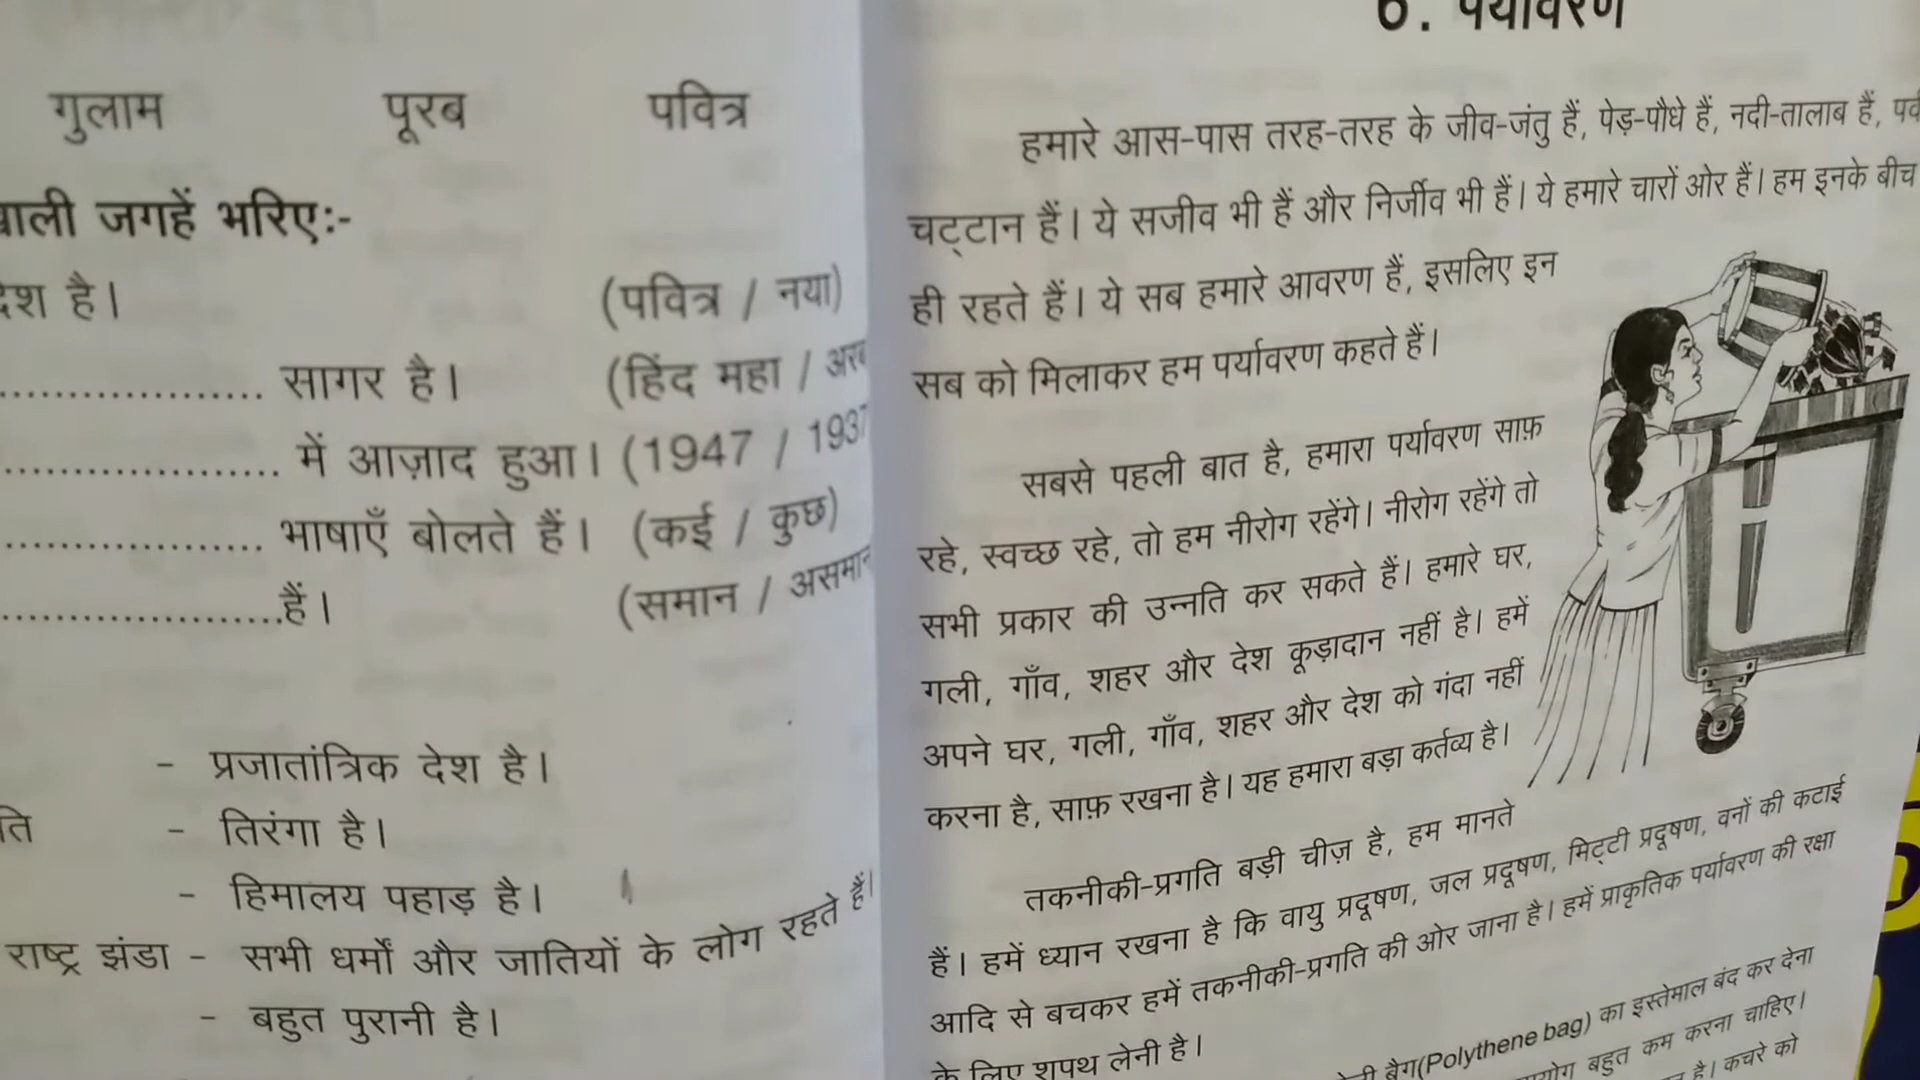 गुलाम पूरब पवित्र
जगहें भरिए:-
है। (पवित्र / नया)
.................... सागर है। (हिंद महा /
.................... में आज़ाद हुआ। (1947 / 1937
.................... भाषाएँ बोलते हैं। (कई / कुछ)
.....................हैं। (समान / असमान
- प्रजातांत्रिक देश है।
- तिरंगा है।
- हिमालय पहाड़ है।
राष्ट्र झंडा - सभी धर्मों और जातियों के लोग रहते हैं।
- बहुत पुरानी है।
6. पर्यावरण
हमारे आस-पास तरह-तरह के जीव-जंतु हैं, पेड़-पौधे हैं, नदी-तालाब हैं,
चट्टान हैं। ये सजीव भी हैं और निर्जीव भी हैं। ये हमारे चारों ओर हैं। हम इनके बीच
ही रहते हैं। ये सब हमारे आवरण हैं, इसलिए इन
सब को मिलाकर हम पर्यावरण कहते हैं।
सबसे पहली बात है, हमारा पर्यावरण साफ़
रहे, स्वच्छ रहे, तो हम नीरोग रहेंगे। नीरोग रहेंगे तो
सभी प्रकार की उन्नति कर सकते हैं। हमारे घर,
गली, गाँव, शहर और देश कूड़ादान नहीं है। हमें
अपने घर, गली, गाँव, शहर और देश को गंदा नहीं
करना है, साफ़ रखना है। यह हमारा बड़ा कर्तव्य है।
तकनीकी-प्रगति बड़ी चीज़ है, हम मानते
हैं। हमें ध्यान रखना है कि वायु प्रदूषण, जल प्रदूषण, मिट्टी प्रदूषण, वनों की कटाई
आदि से बचकर हमें तकनीकी-प्रगति की ओर जाना है। हमें प्राकृतिक पर्यावरण की रक्षा
के लिए शपथ लेनी है।
बैग(Polythene bag) का इस्तेमाल बंद कर देना
बहुत कम करना चाहिए।
है। कचरे को